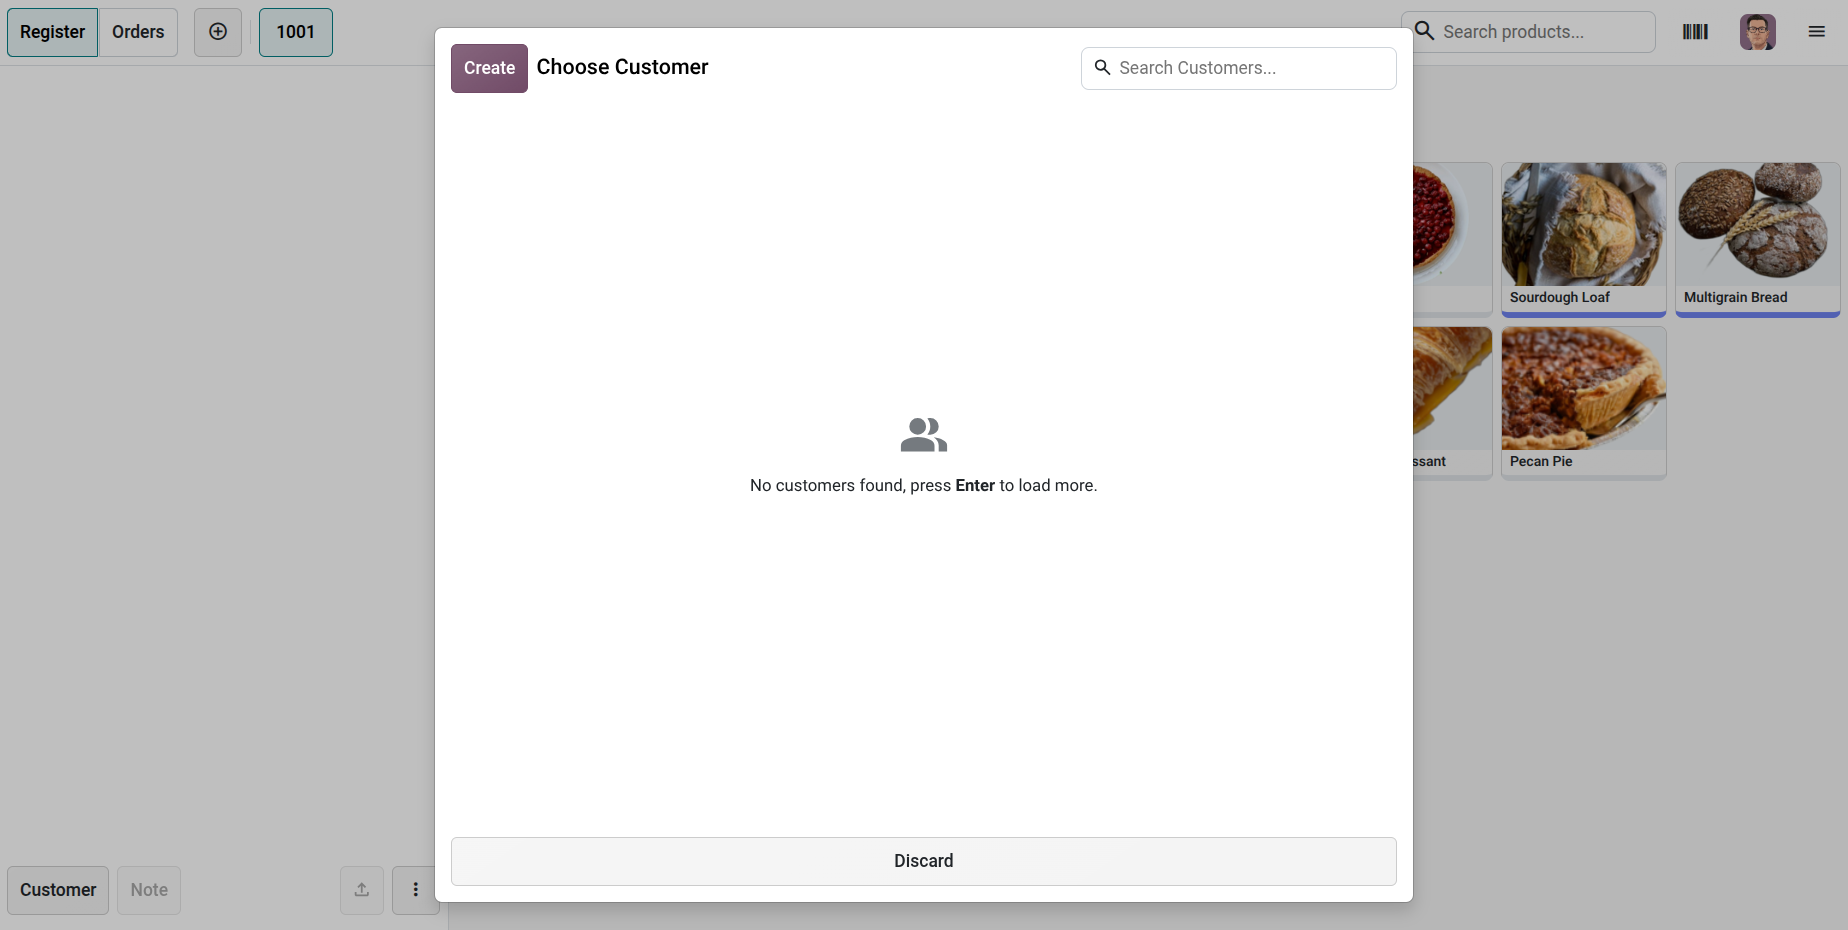 Register
Orders
1001
Search products...
Create
Choose Customer
Search Customers...
Sourdough Loaf
Multigrain Bread
ssant
Pecan Pie
No customers found, press Enter to load more.
Discard
Customer
Note